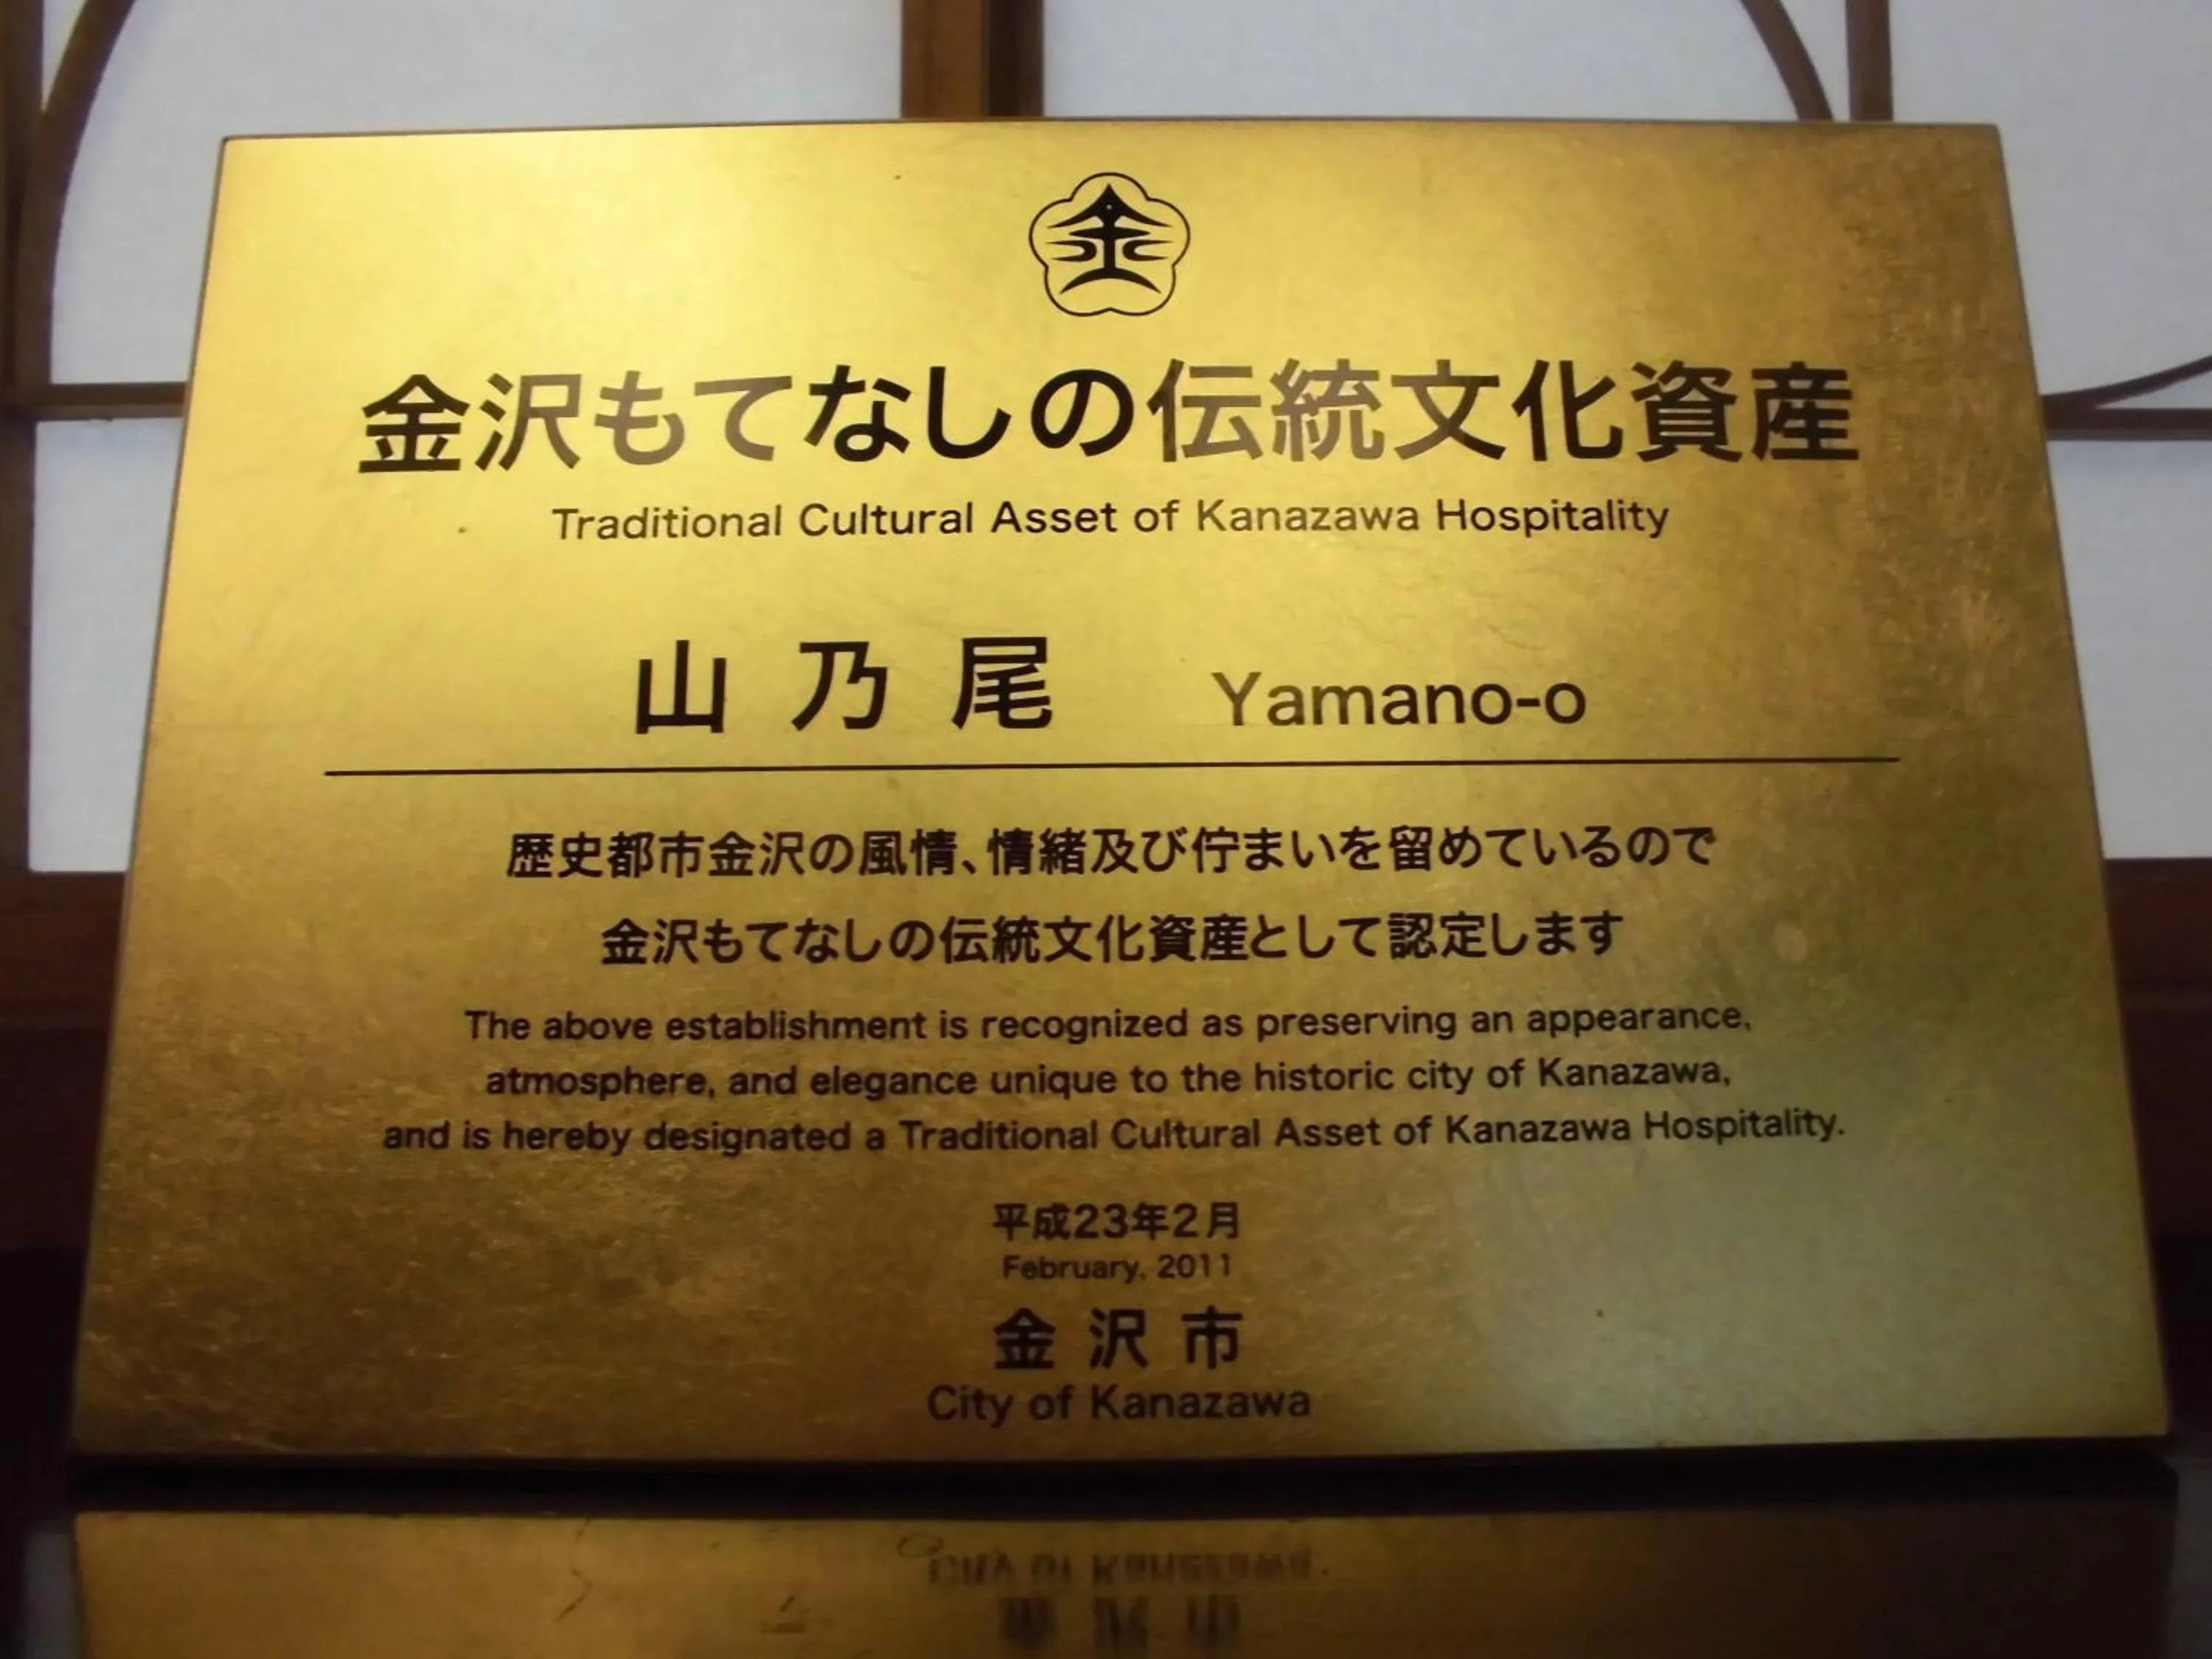 金沢もてなしの伝統文化資産
Traditional Cultural Asset of Kanazawa Hospitality
山乃尾 Yamano-o
歴史都市金沢の風情、情緒及び佇まいを留めているので
金沢もてなしの伝統文化資産として認定します
The above establishment is recognized as preserving an appearance,
atmosphere, and elegance unique to the historic city of Kanazawa,
and is hereby designated a Traditional Cultural Asset of Kanazawa Hospitality.
平成23年2月
February, 2011
金沢市
City of Kanazawa